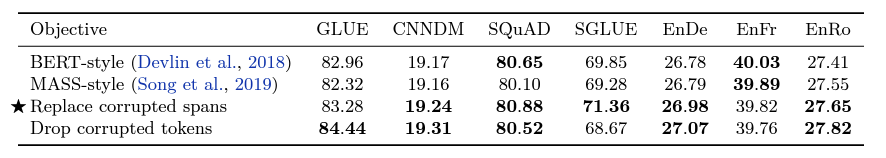 Objective GLUE CNNDM SQuAD SGLUE EnDe EnFr EnRo
BERT-style (Devlin et al., 2018) 82.96 19.17 80.65 69.85 26.78 40.03 27.41
MASS-style (Song et al., 2019) 82.32 19.16 80.10 69.28 26.79 39.89 27.55
★ Replace corrupted spans 83.28 19.24 80.88 71.36 26.98 39.82 27.65
Drop corrupted tokens 84.44 19.31 80.52 68.67 27.07 39.76 27.82